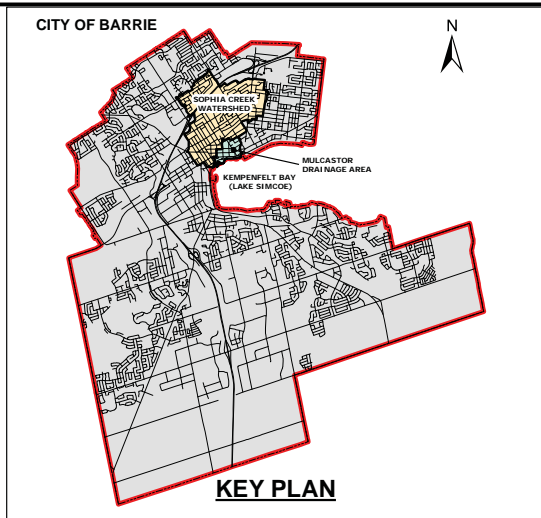 CITY OF BARRIE
N
SOPHIA CREEK
WATERSHED
MULCASTOR
DRAINAGE AREA
KEMPENFELT BAY
(LAKE SIMCOE)
KEY PLAN